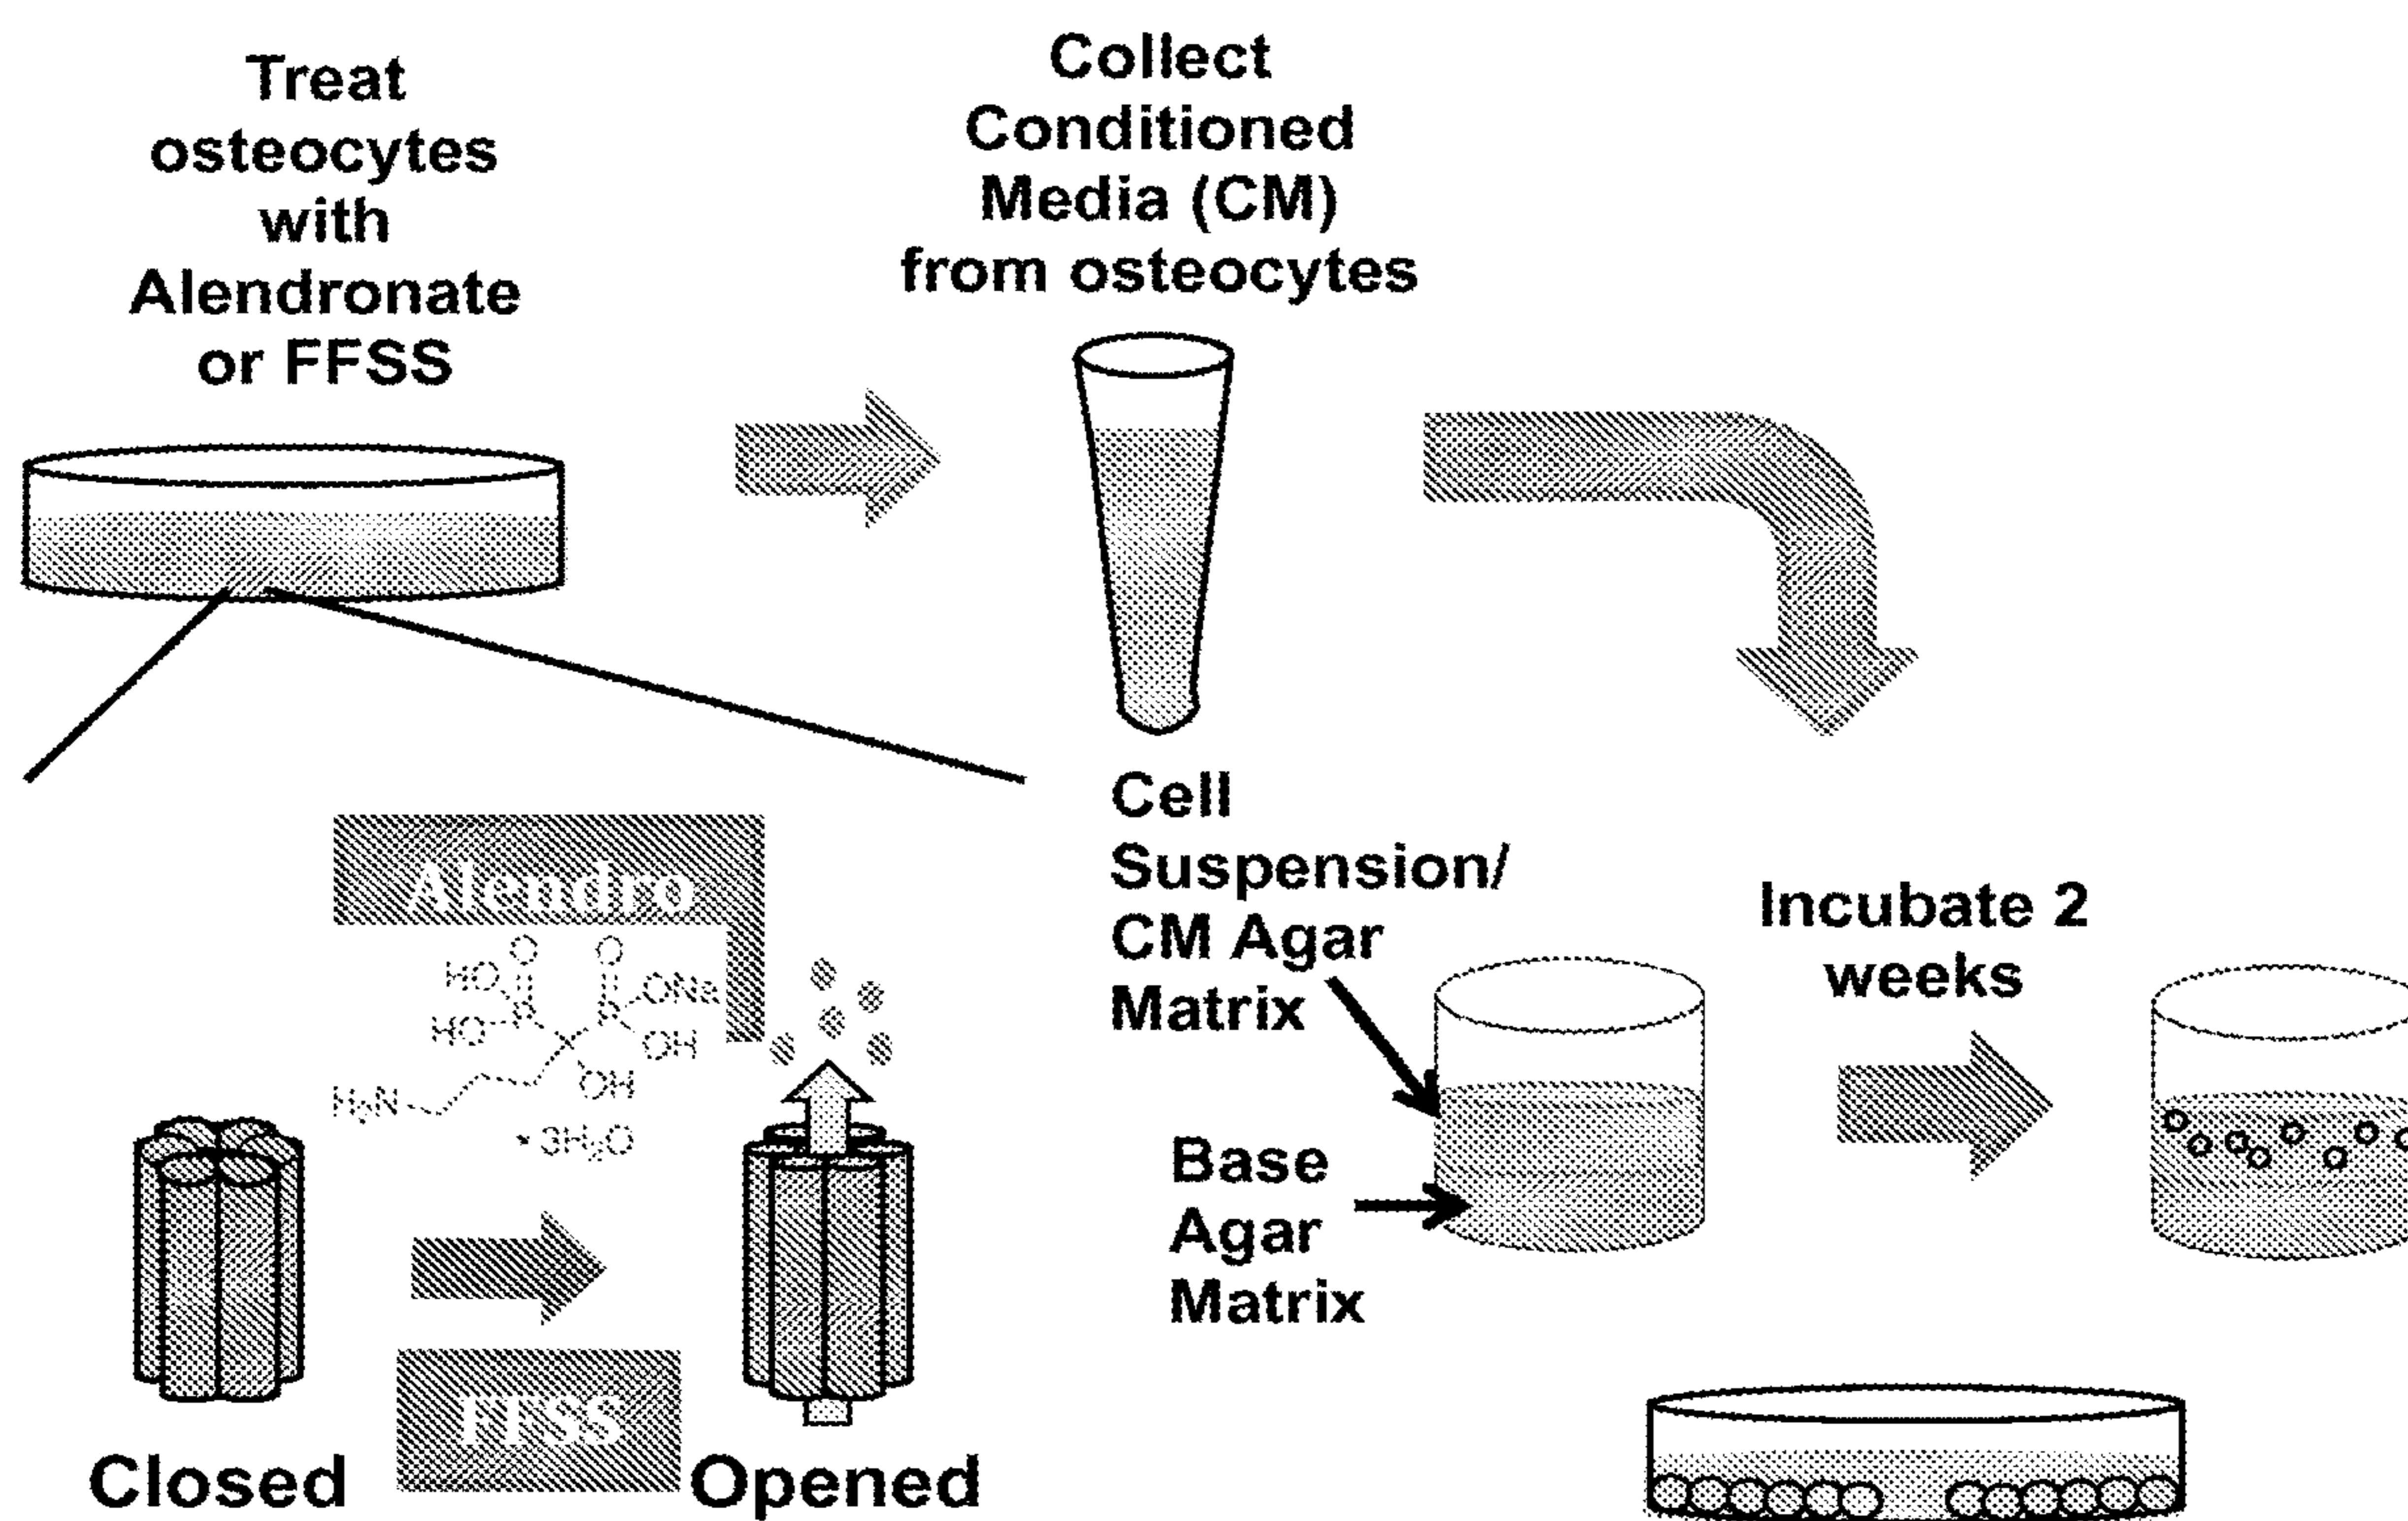 Treat
osteocytes
with
Alendronate
or FFSS
Collect
Conditioned
Media (CM)
from osteocytes
Alendro
HO
O
O
P
P
ONa
HO
OH
OH
H₂N
• 3H₂O
FFSS
Closed
Opened
Cell
Suspension/
CM Agar
Matrix
Base
Agar
Matrix
Incubate 2
weeks